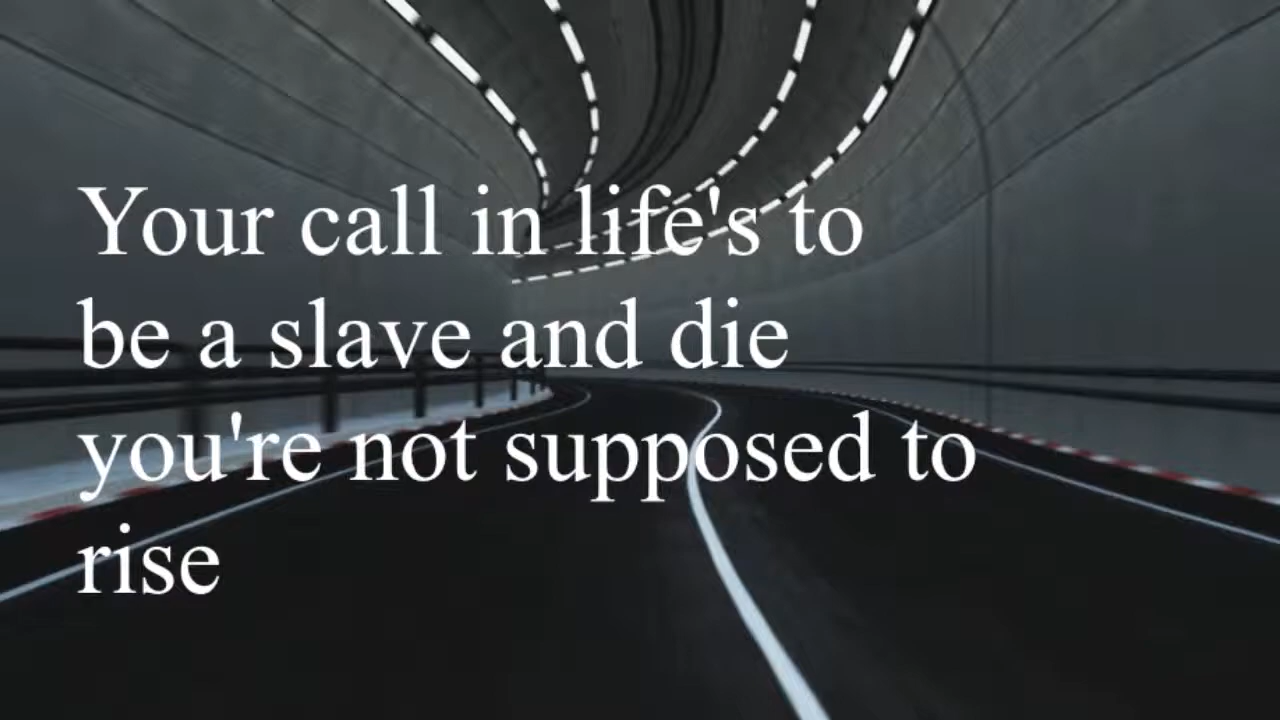 Your call in life's to
be a slave and die
you're not supposed to
rise